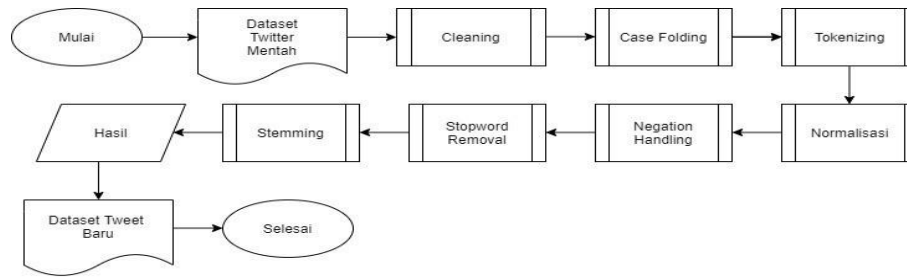 Mulai
Dataset
Twitter
Mentah
Cleaning
Case Folding
Tokenizing
Normalisasi
Negation
Handling
Stopword
Removal
Stemming
Hasil
Dataset Tweet
Baru
Selesai